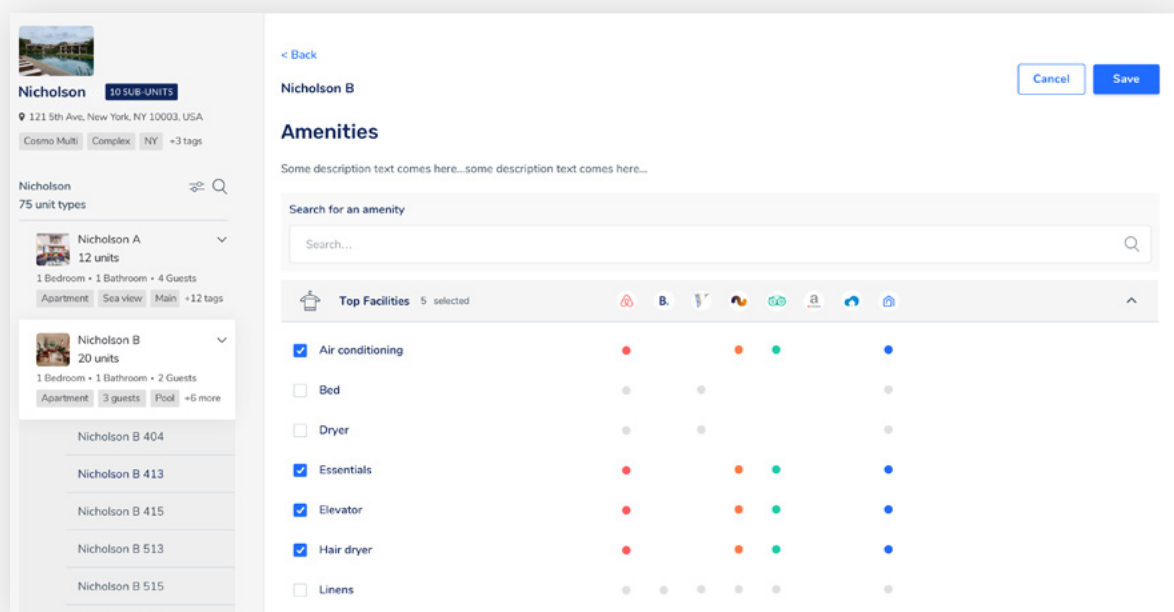 Nicholson
10 SUB-UNITS
121 5th Ave, New York, NY 10003, USA
Cosmo Multi Complex NY +3 tags
Nicholson
75 unit types
Nicholson A
12 units
1 Bedroom • 1 Bathroom • 4 Guests
Apartment Sea view Main +12 tags
Nicholson B
20 units
1 Bedroom • 1 Bathroom • 2 Guests
Apartment 3 guests Pool +6 more
Nicholson B 404
Nicholson B 413
Nicholson B 415
Nicholson B 513
Nicholson B 515
< Back
Nicholson B
Cancel Save
Amenities
Some description text comes here...some description text comes here...
Search for an amenity
Search...
Top Facilities 5 selected B. a
Air conditioning
Bed
Dryer
Essentials
Elevator
Hair dryer
Linens